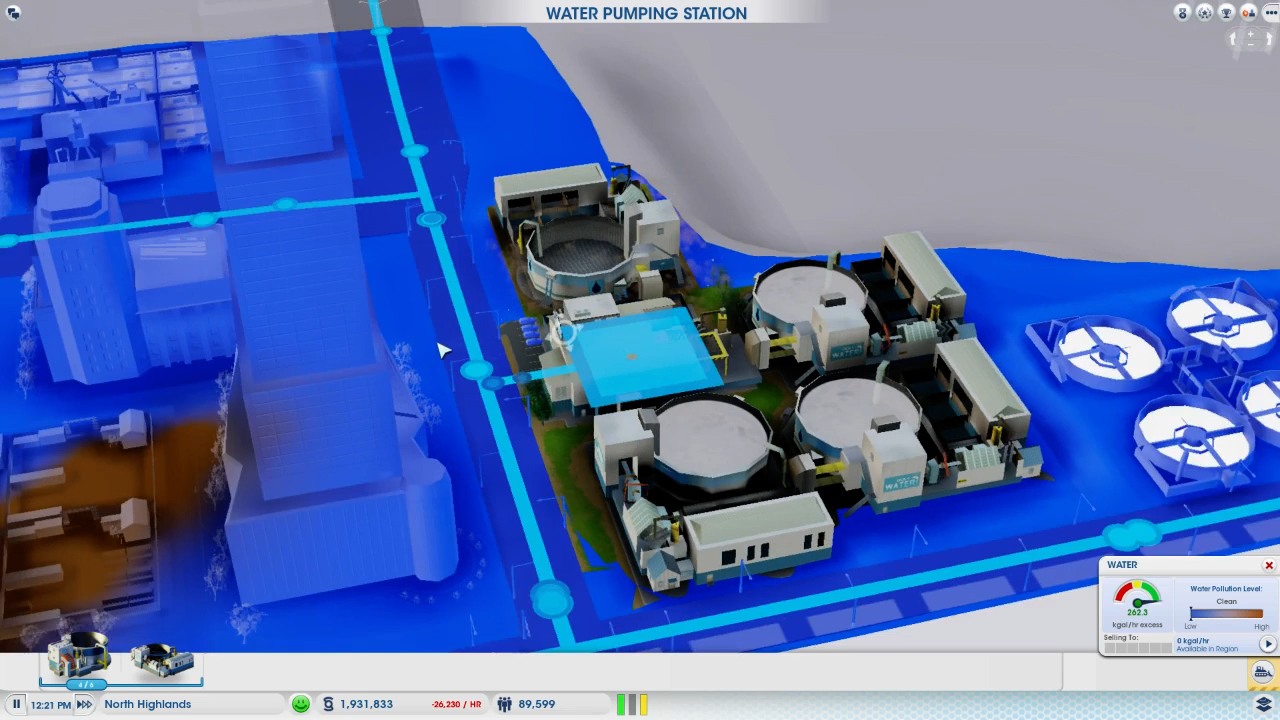 WATER PUMPING STATION
WATER
WATER
WATER
262.3
kgal/hr excess
Water Pollution Level:
Clean
Low
High
Selling To:
0 kgal/hr
Available in Region
4 / 6
12:21 PM
North Highlands
1,931,833
-26,230 / HR
89,599